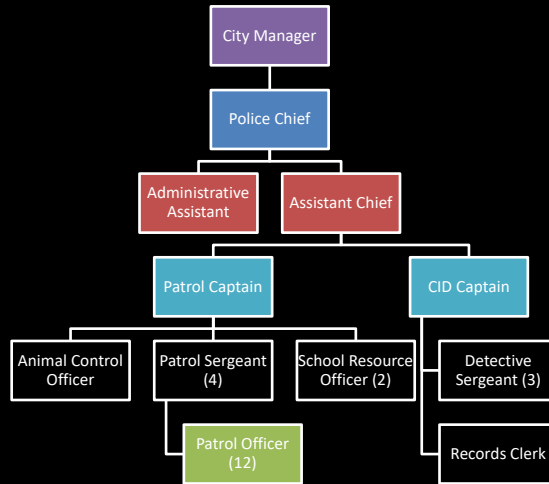 City Manager
Police Chief
Administrative
Assistant
Assistant Chief
Patrol Captain
CID Captain
Animal Control
Officer
Patrol Sergeant
(4)
School Resource
Officer (2)
Detective
Sergeant (3)
Patrol Officer
(12)
Records Clerk